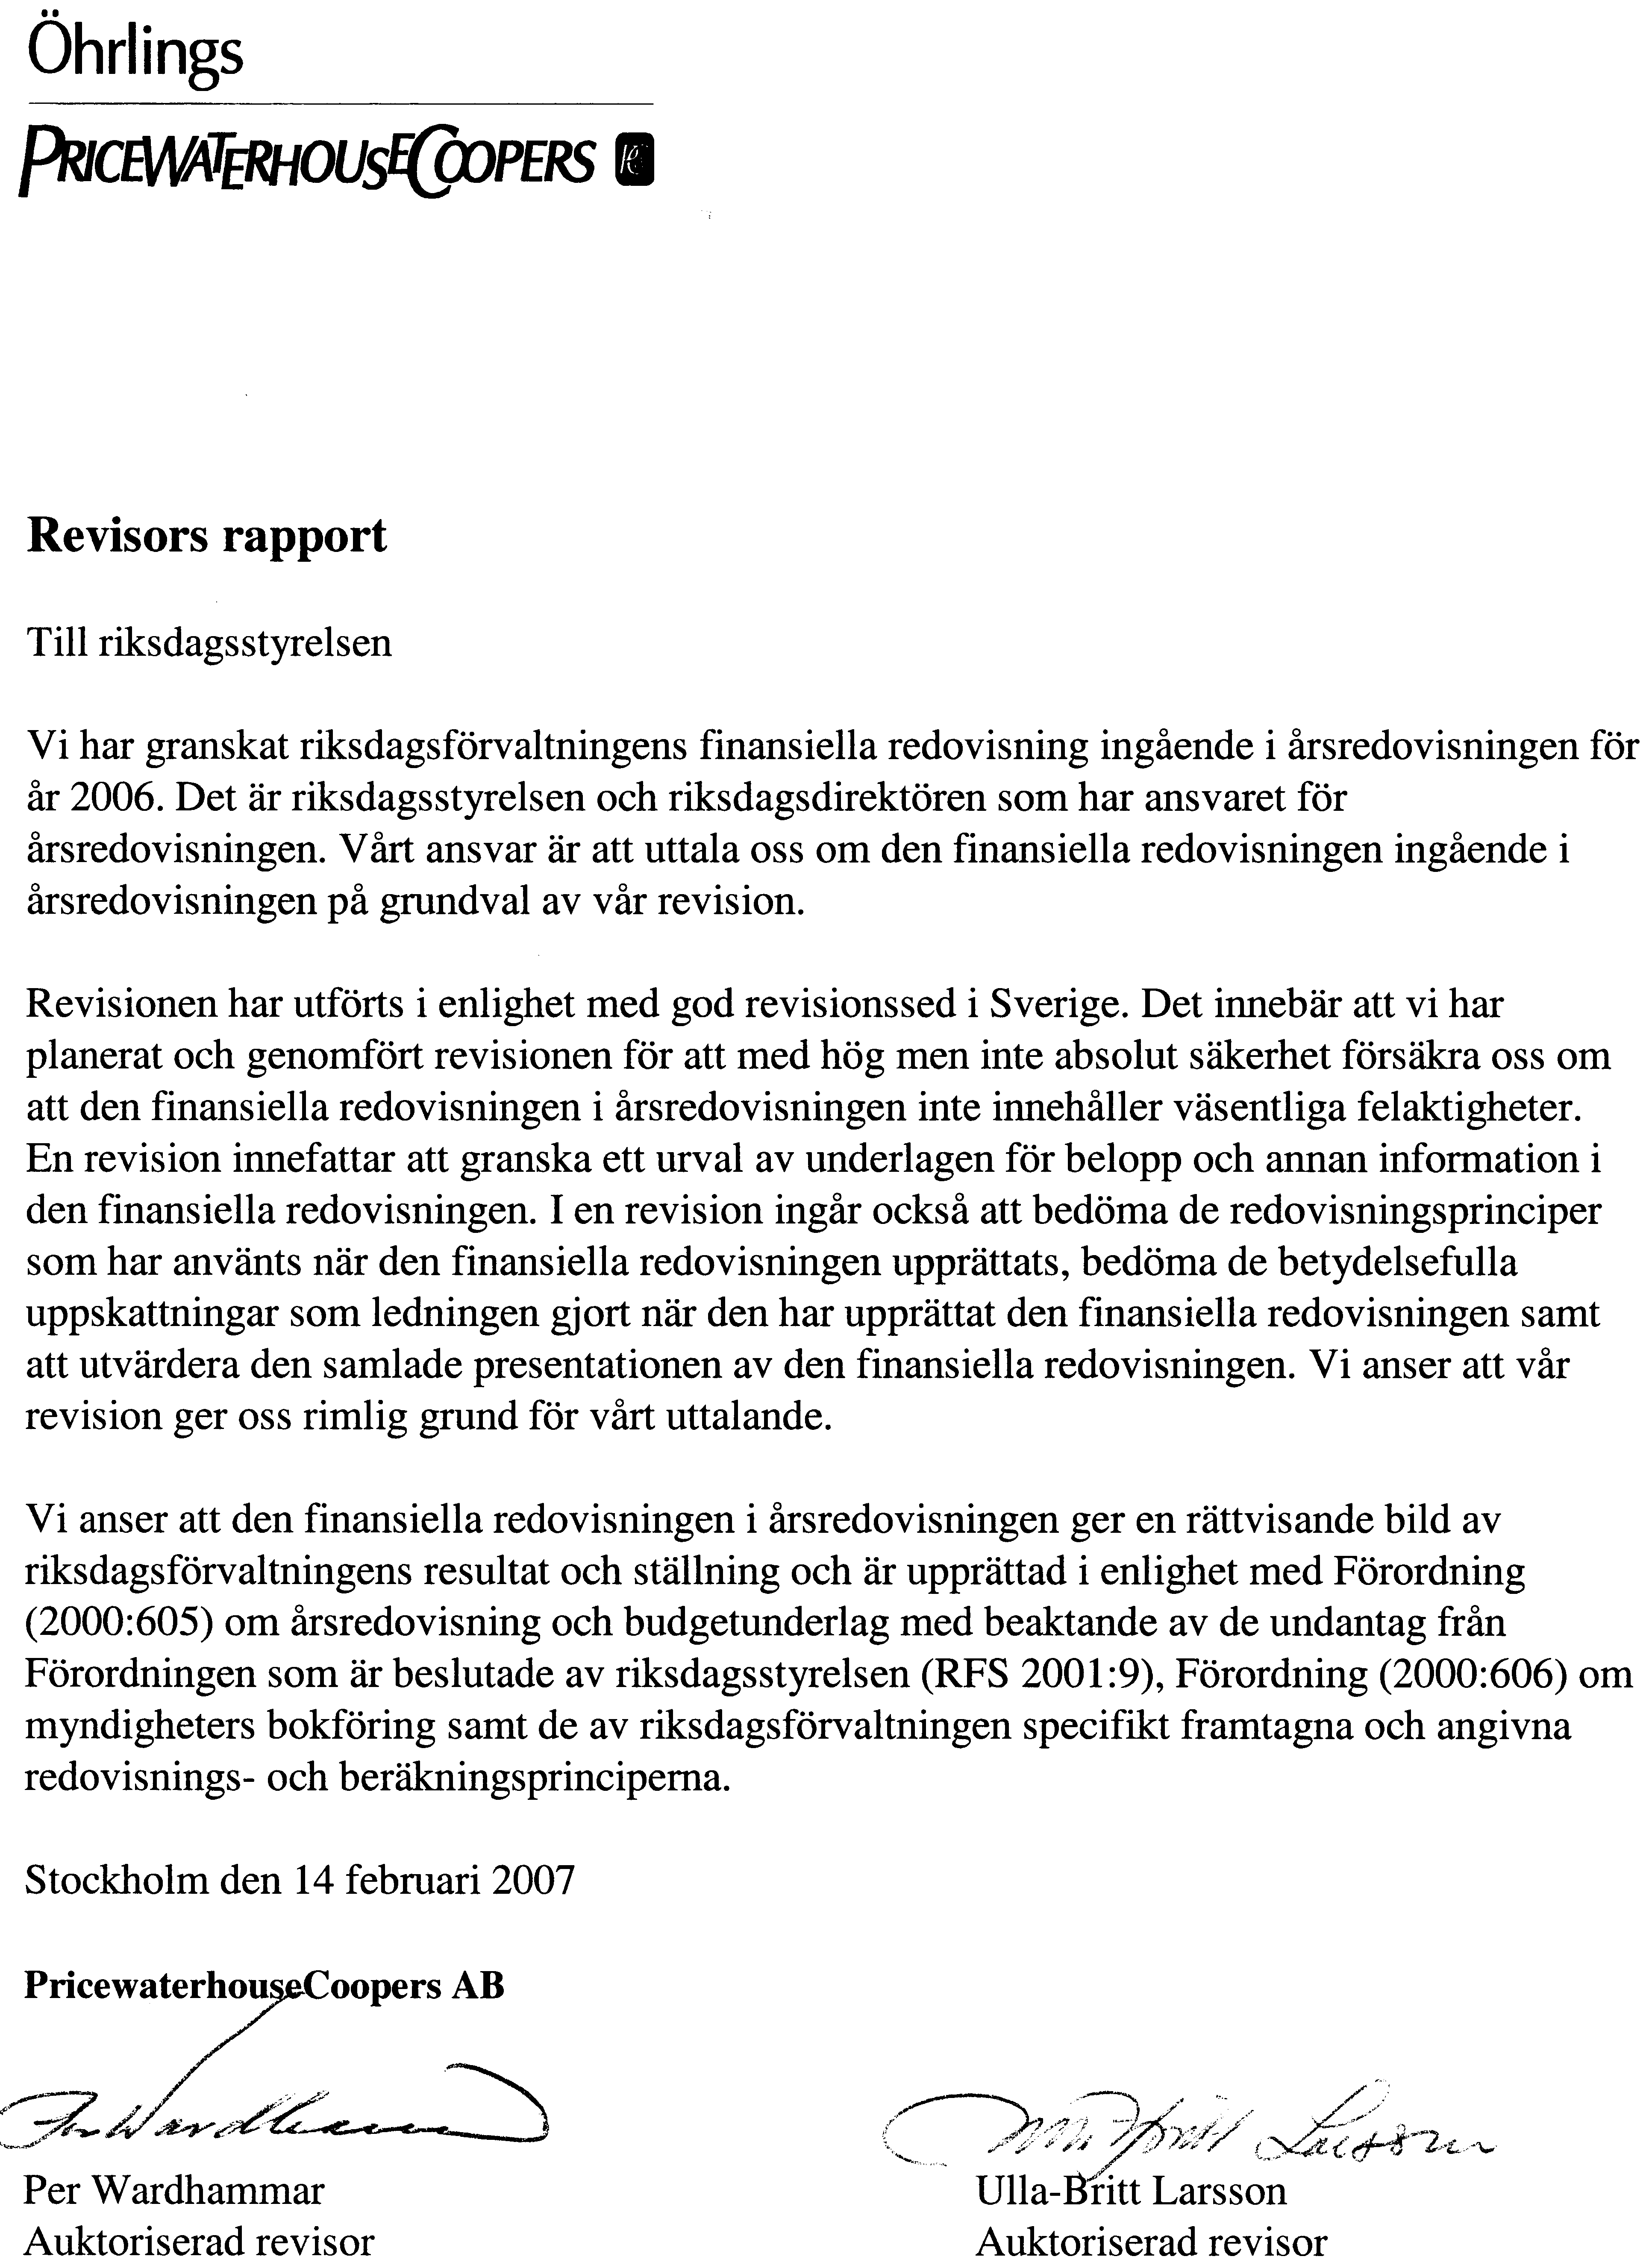 Öhrlings
PRICEWATERHOUSECOOPERS
Revisors rapport
Till riksdagsstyrelsen
Vi har granskat riksdagsförvaltningens finansiella redovisning ingående i årsredovisningen för
år 2006. Det är riksdagsstyrelsen och riksdagsdirektören som har ansvaret för
årsredovisningen. Vårt ansvar är att uttala oss om den finansiella redovisningen ingående i
årsredovisningen på grundval av vår revision.
Revisionen har utförts i enlighet med god revisionssed i Sverige. Det innebär att vi har
planerat och genomfört revisionen för att med hög men inte absolut säkerhet försäkra oss om
att den finansiella redovisningen i årsredovisningen inte innehåller väsentliga felaktigheter.
En revision innefattar att granska ett urval av underlagen för belopp och annan information i
den finansiella redovisningen. I en revision ingår också att bedöma de redovisningsprinciper
som har använts när den finansiella redovisningen upprättats, bedöma de betydelsefulla
uppskattningar som ledningen gjort när den har upprättat den finansiella redovisningen samt
att utvärdera den samlade presentationen av den finansiella redovisningen. Vi anser att vår
revision ger oss rimlig grund för vårt uttalande.
Vi anser att den finansiella redovisningen i årsredovisningen ger en rättvisande bild av
riksdagsförvaltningens resultat och ställning och är upprättad i enlighet med Förordning
(2000:605) om årsredovisning och budgetunderlag med beaktande av de undantag från
Förordningen som är beslutade av riksdagsstyrelsen (RFS 2001:9), Förordning (2000:606) om
myndigheters bokföring samt de av riksdagsförvaltningen specifikt framtagna och angivna
redovisnings- och beräkningsprinciperna.
Stockholm den 14 februari 2007
PricewaterhouseCoopers AB
Per Wardhammar Ulla-Britt Larsson
Auktoriserad revisor Auktoriserad revisor